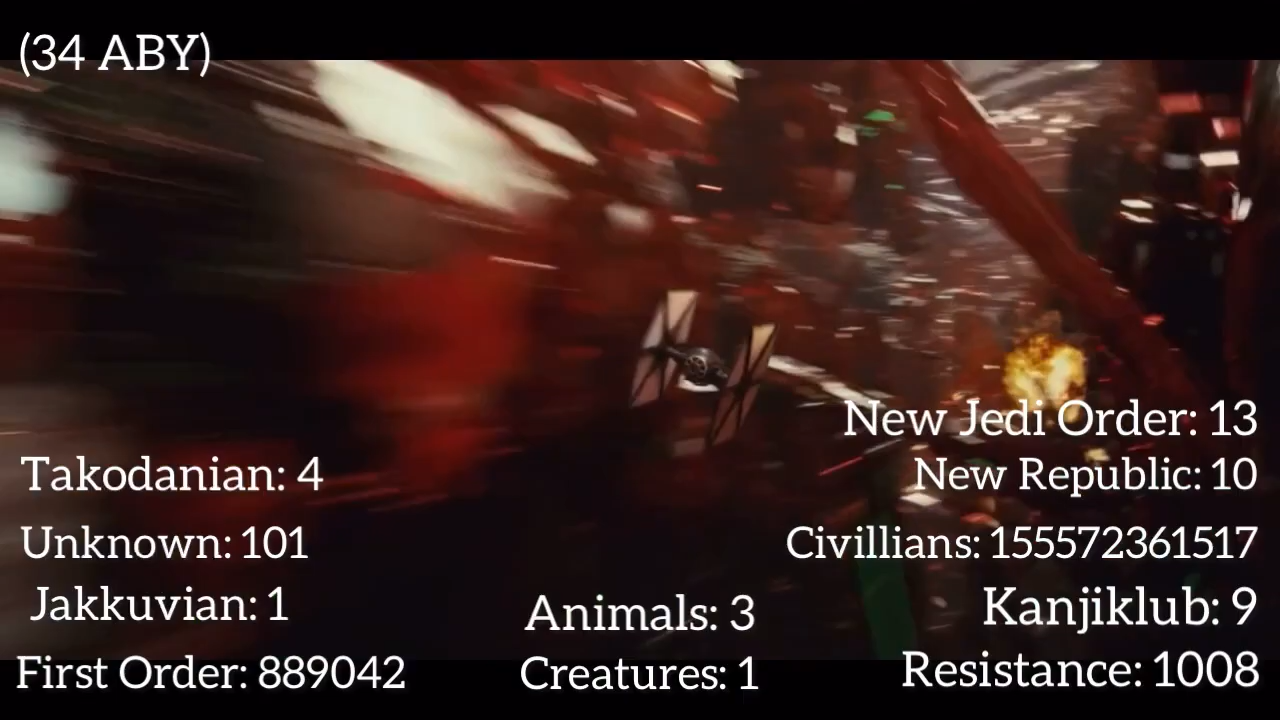 (34 ABY)
New Jedi Order: 13
Takodanian: 4
New Republic: 10
Unknown: 101
Civillians: 155572361517
Jakkuvian: 1
Animals: 3
Kanjiklub: 9
First Order: 889042
Creatures: 1
Resistance: 1008